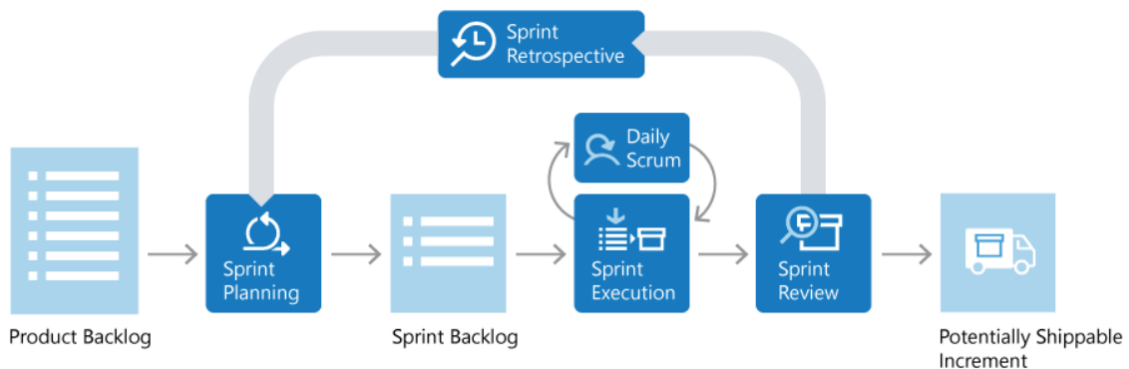 Sprint
Retrospective
Daily
Scrum
Sprint
Planning
Sprint
Execution
Sprint
Review
Product Backlog
Sprint Backlog
Potentially Shippable
Increment